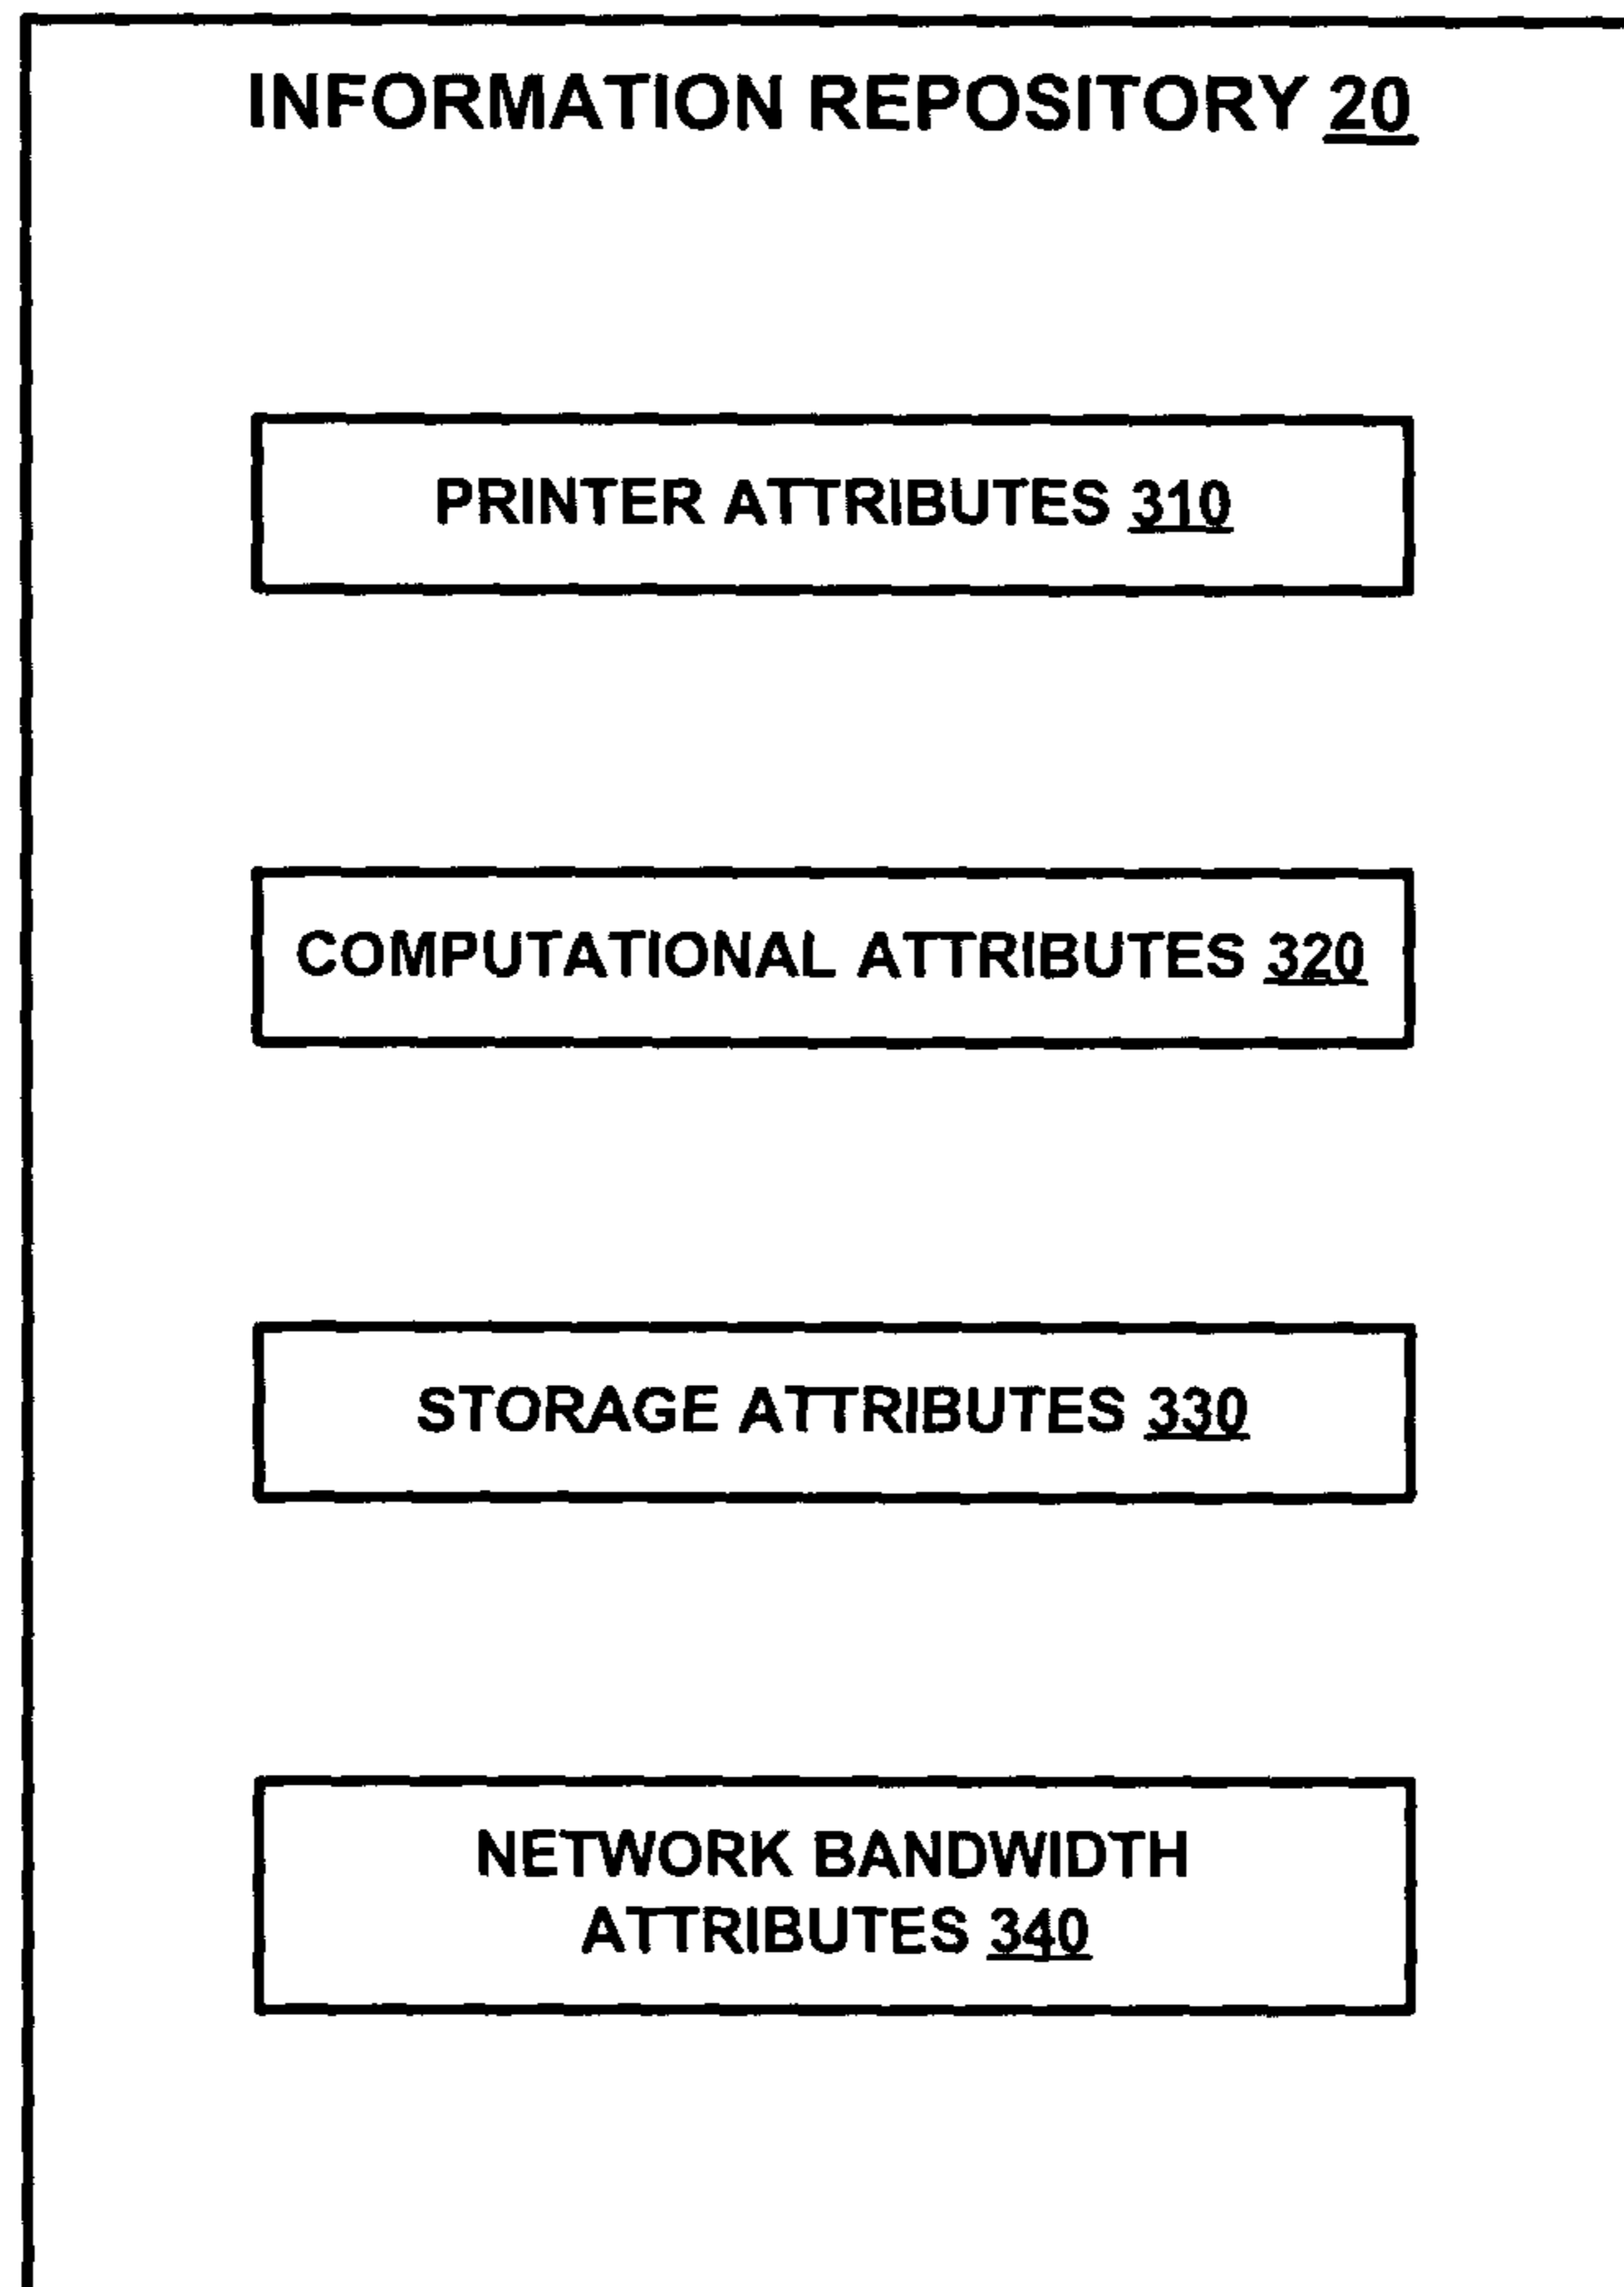 INFORMATION REPOSITORY 20
PRINTER ATTRIBUTES 310
COMPUTATIONAL ATTRIBUTES 320
STORAGE ATTRIBUTES 330
NETWORK BANDWIDTH
ATTRIBUTES 340